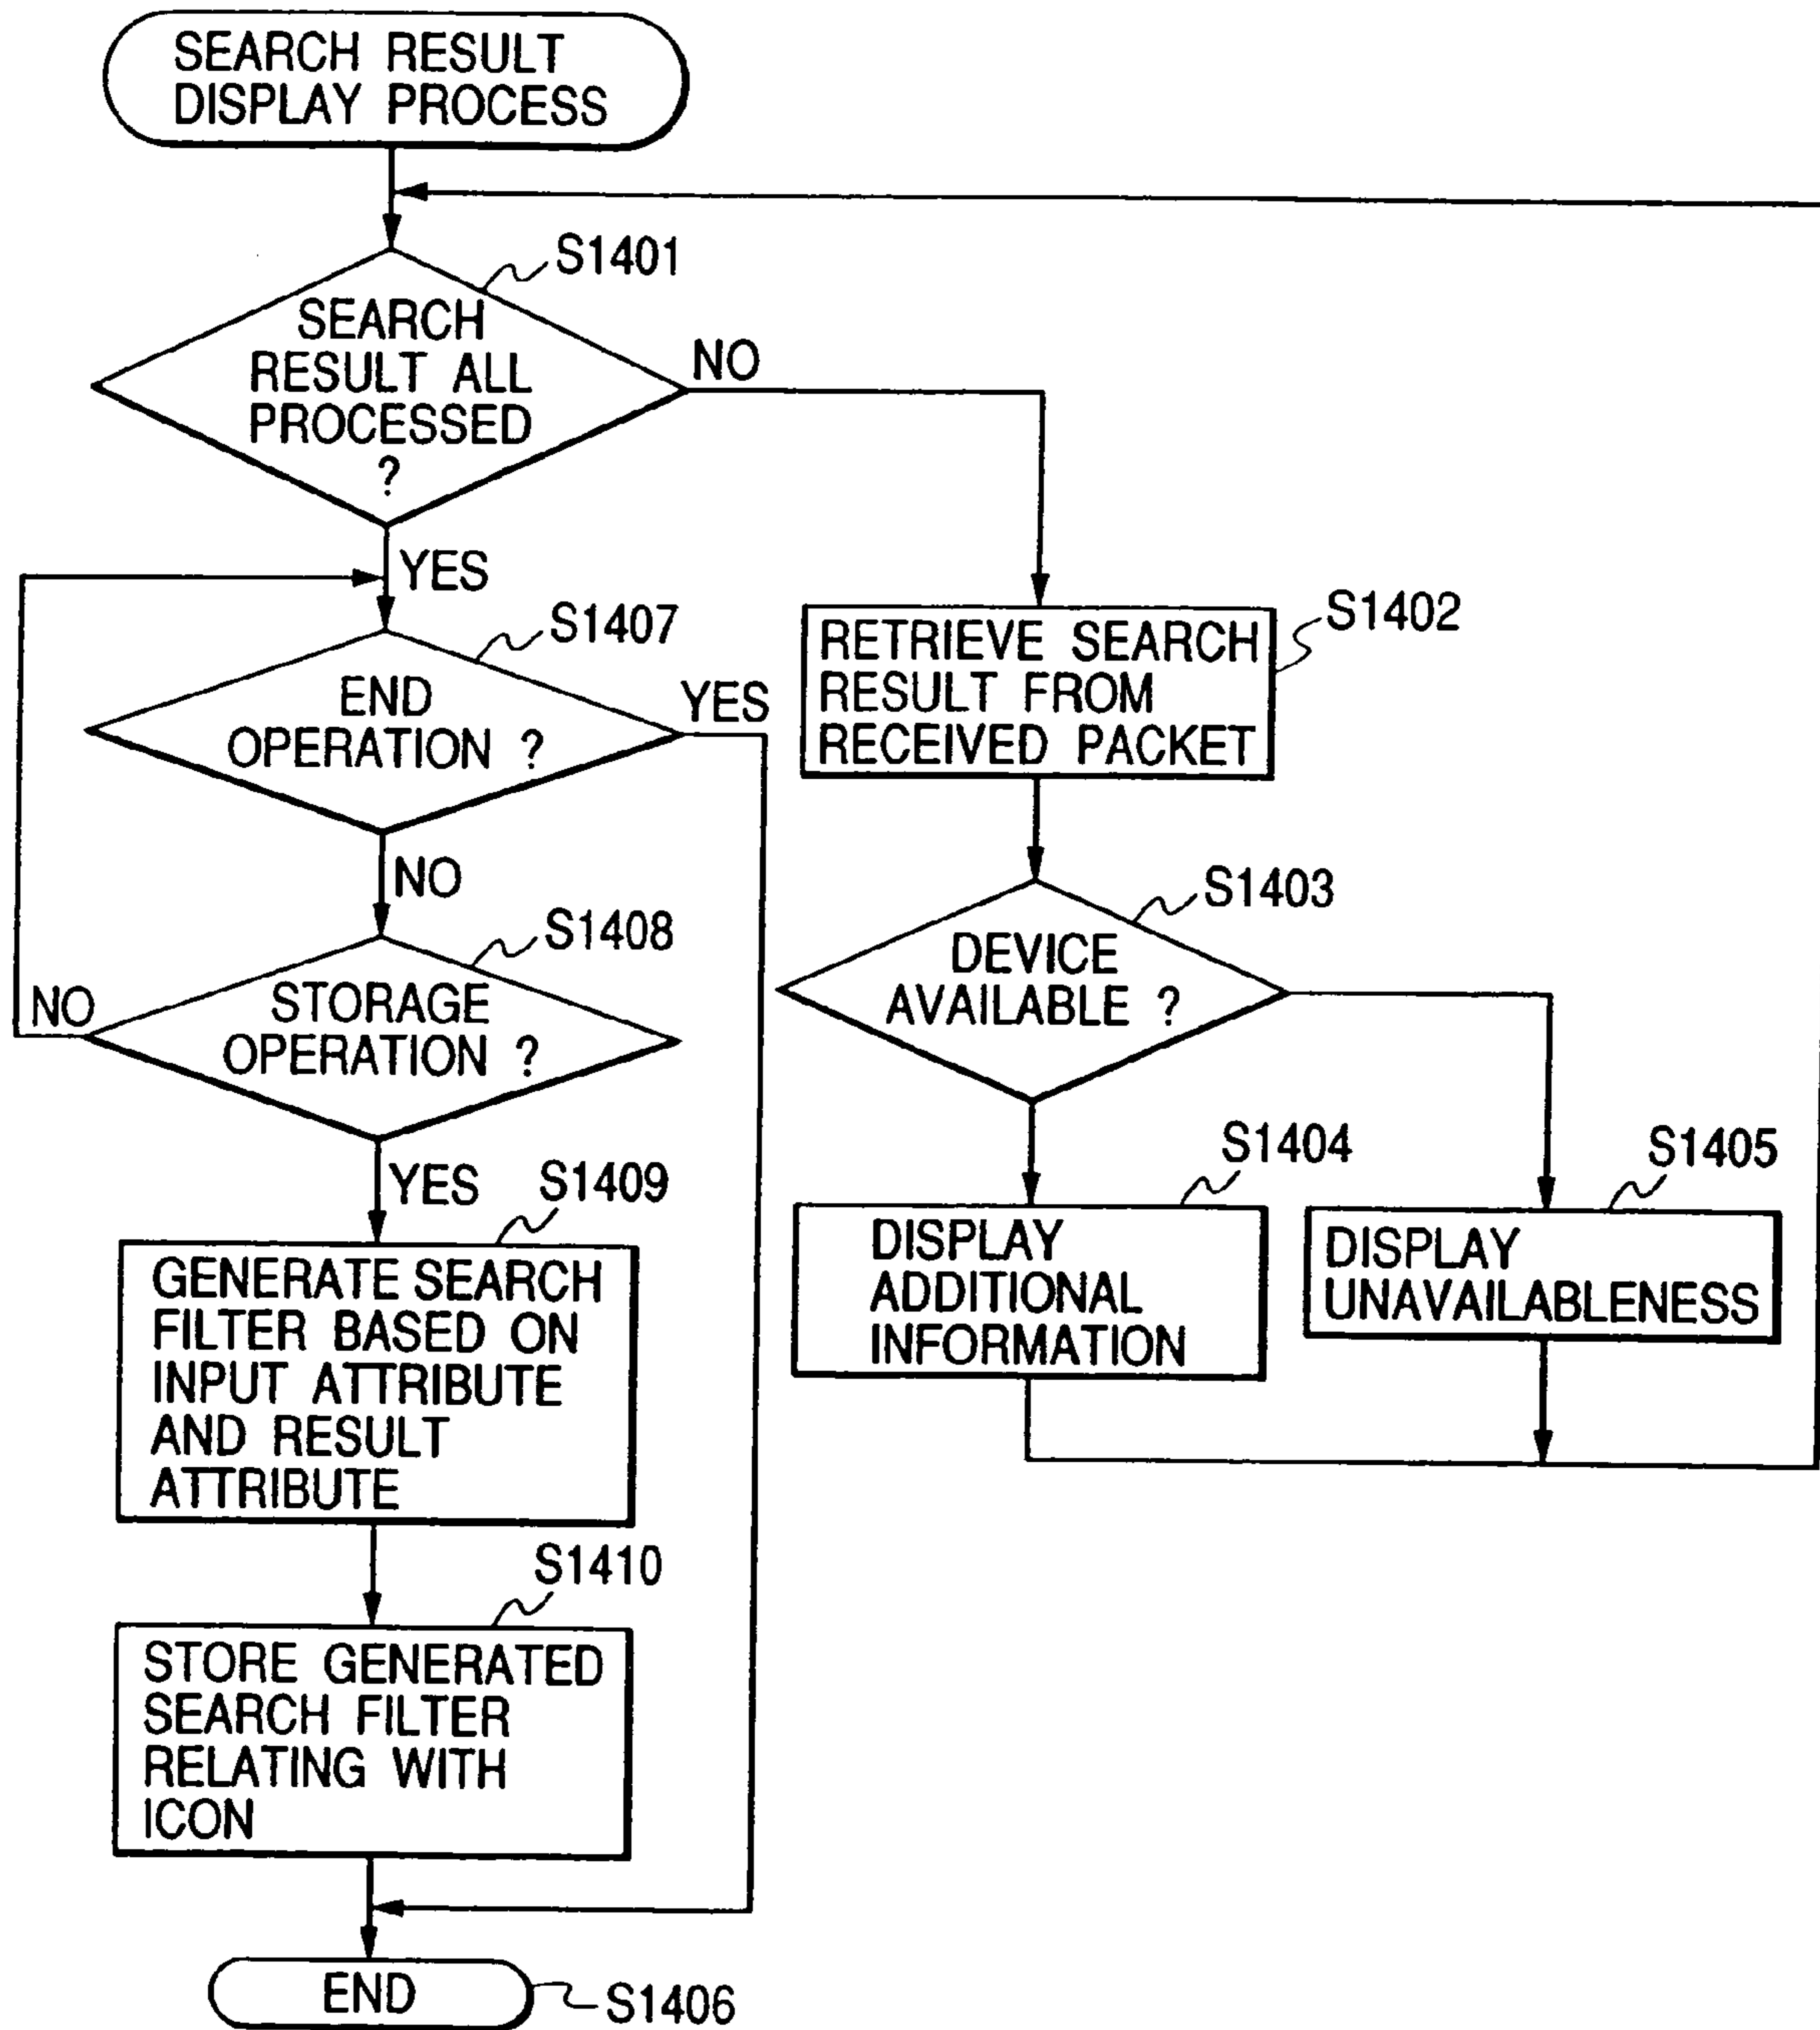 SEARCH RESULT
DISPLAY PROCESS
S1401
SEARCH
RESULT ALL
PROCESSED
?
NO
YES
S1407
END
OPERATION ?
YES
NO
S1408
STORAGE
OPERATION ?
NO
YES
S1409
GENERATE SEARCH
FILTER BASED ON
INPUT ATTRIBUTE
AND RESULT
ATTRIBUTE
S1410
STORE GENERATED
SEARCH FILTER
RELATING WITH
ICON
END
S1406
S1402
RETRIEVE SEARCH
RESULT FROM
RECEIVED PACKET
S1403
DEVICE
AVAILABLE ?
S1404
DISPLAY
ADDITIONAL
INFORMATION
S1405
DISPLAY
UNAVAILABLENESS